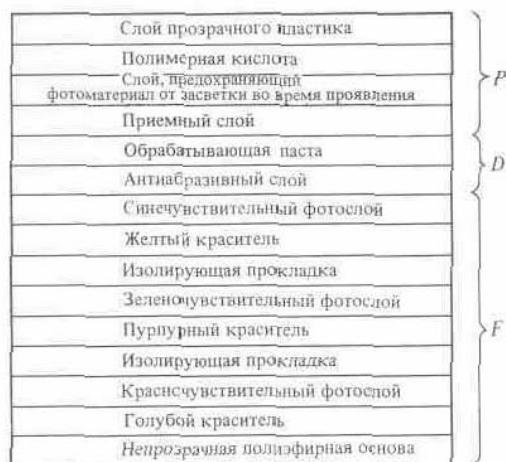 Слой прозрачного пластика
Полимерная кислота
Слой, предохраняющий
фотоматериал от засветки во время проявления
Приемный слой
Обрабатывающая паста
Антиабразивный слой
Синечувствительный фотослой
Желтый краситель
Изолирующая прокладка
Зеленочувствительный фотослой
Пурпурный краситель
Изолирующая прокладка
Красночувствительный фотослой
Голубой краситель
Непрозрачная полиэфирная основа
P
D
F